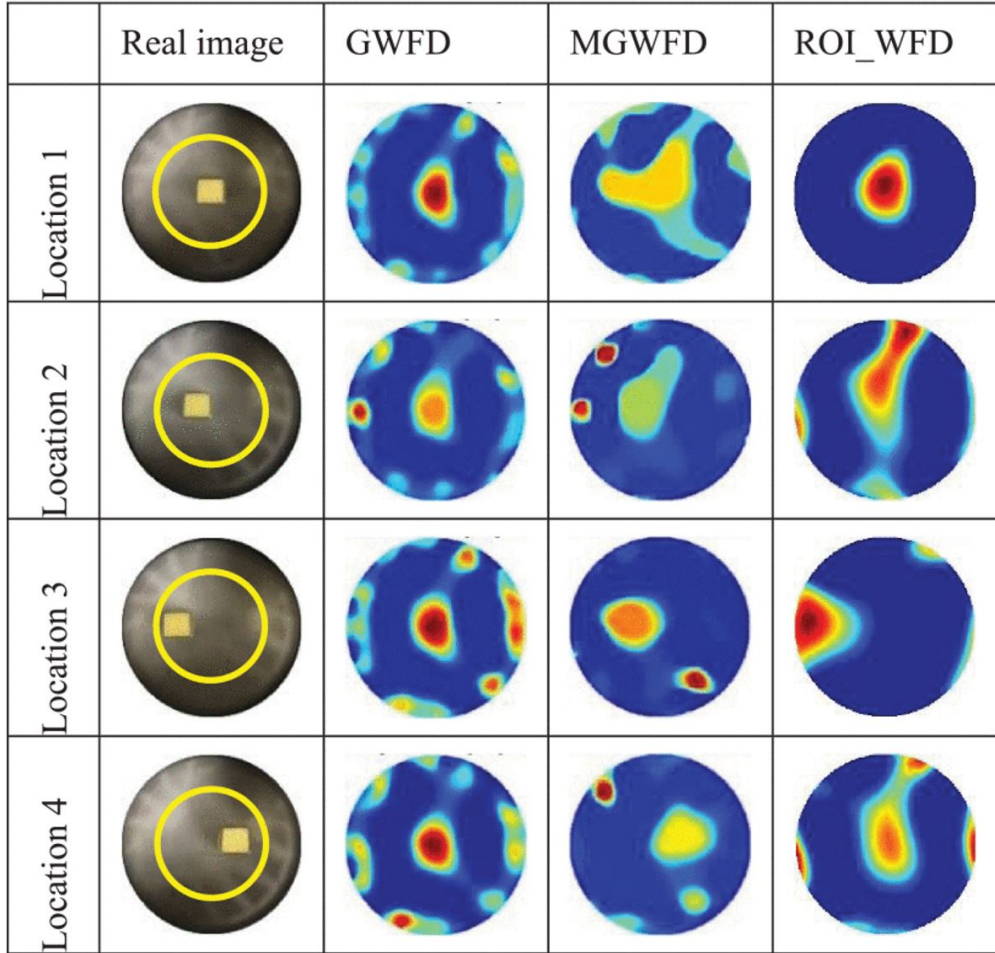 Real image GWFD MGWFD ROI_WFD
Location 1
Location 2
Location 3
Location 4